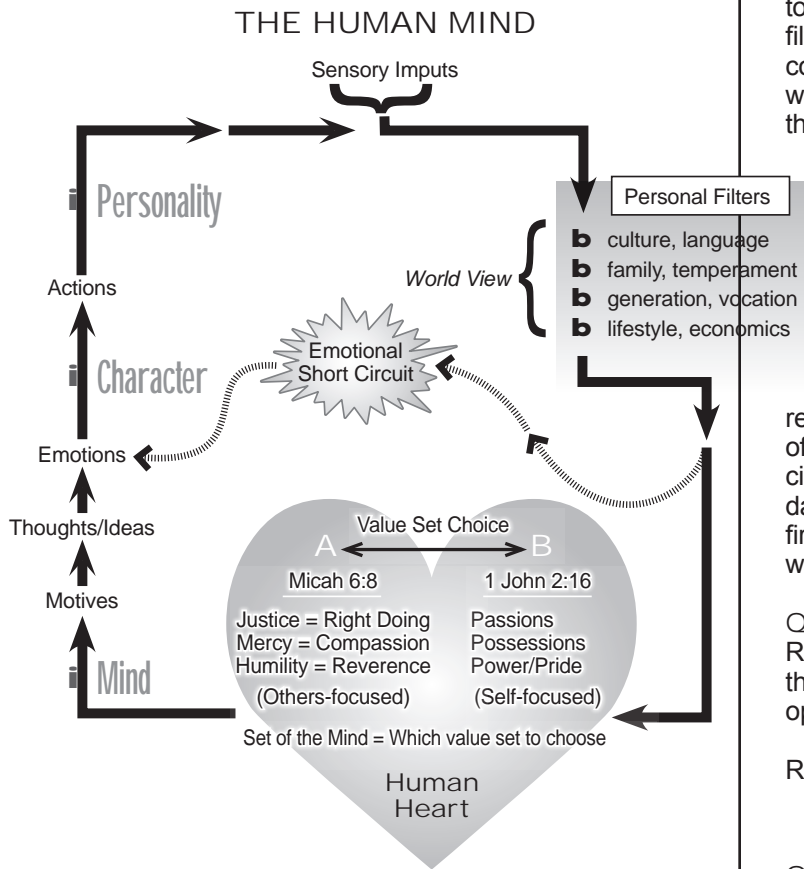 THE HUMAN MIND
Sensory Imputs
Personality
Personal Filters
culture, language
family, temperament
generation, vocation
lifestyle, economics
World View
Actions
Emotional
Short Circuit
Character
Emotions
Thoughts/Ideas
Motives
Mind
Value Set Choice
A B
Micah 6:8
Justice = Right Doing
Mercy = Compassion
Humility = Reverence
(Others-focused)
1 John 2:16
Passions
Possessions
Power/Pride
(Self-focused)
Set of the Mind = Which value set to choose
Human
Heart